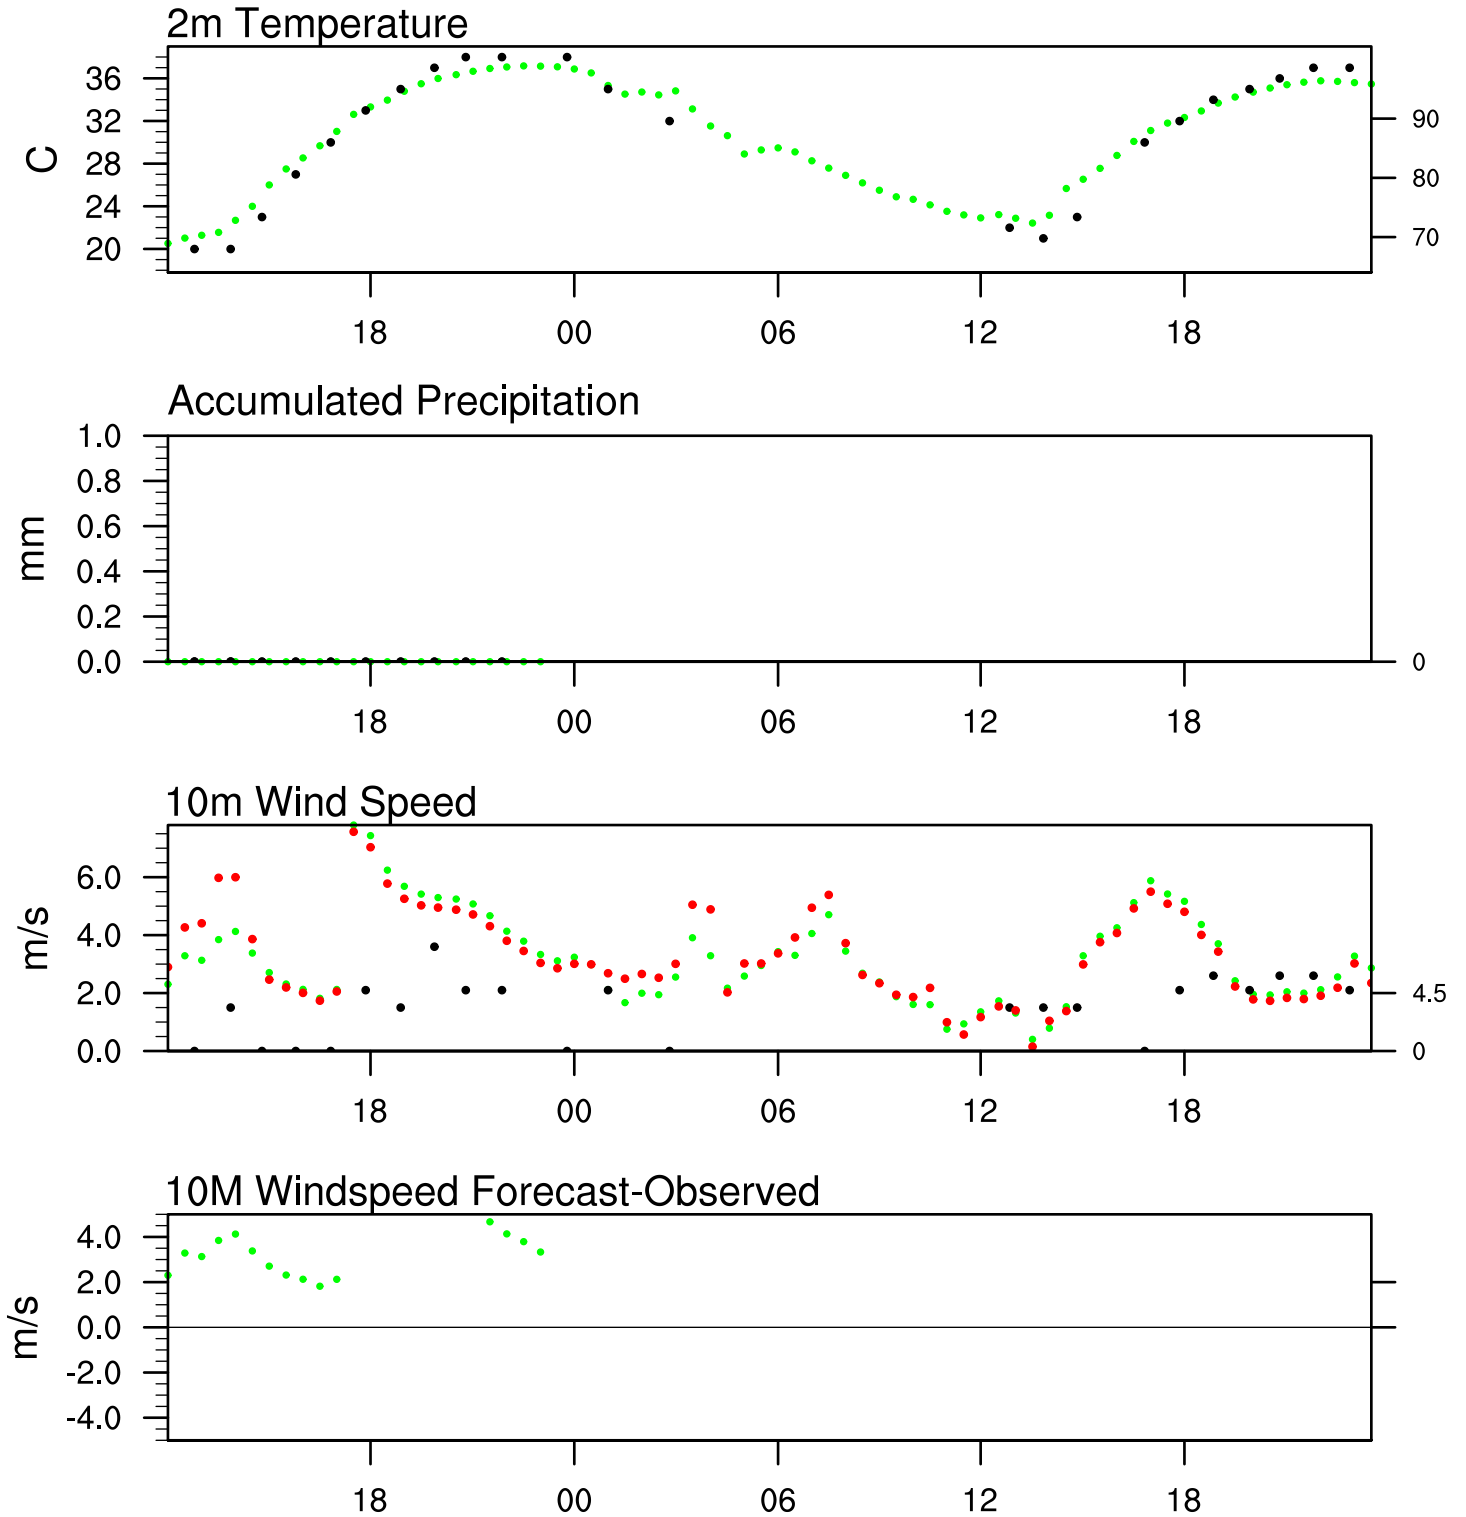 2m Temperature
C
36
32
28
24
20
90
80
70
18 00 06 12 18
Accumulated Precipitation
mm
1.0
0.8
0.6
0.4
0.2
0.0
0
18 00 06 12 18
10m Wind Speed
m/s
6.0
4.0
2.0
0.0
4.5
0
18 00 06 12 18
10M Windspeed Forecast-Observed
m/s
4.0
2.0
0.0
-2.0
-4.0
18 00 06 12 18